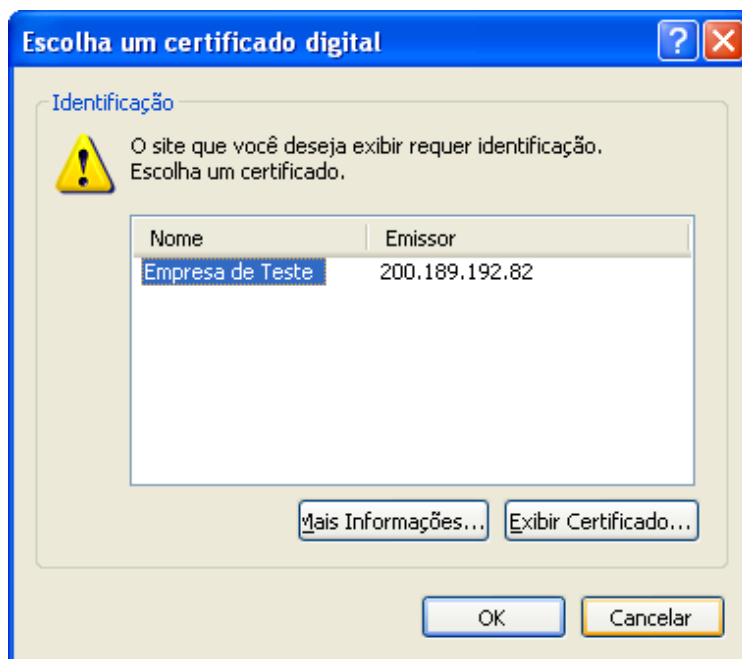 Escolha um certificado digital
Identificação
O site que você deseja exibir requer identificação.
Escolha um certificado.
Nome Emissor
Empresa de Teste 200.189.192.82
Mais Informações... Exibir Certificado...
OK Cancelar